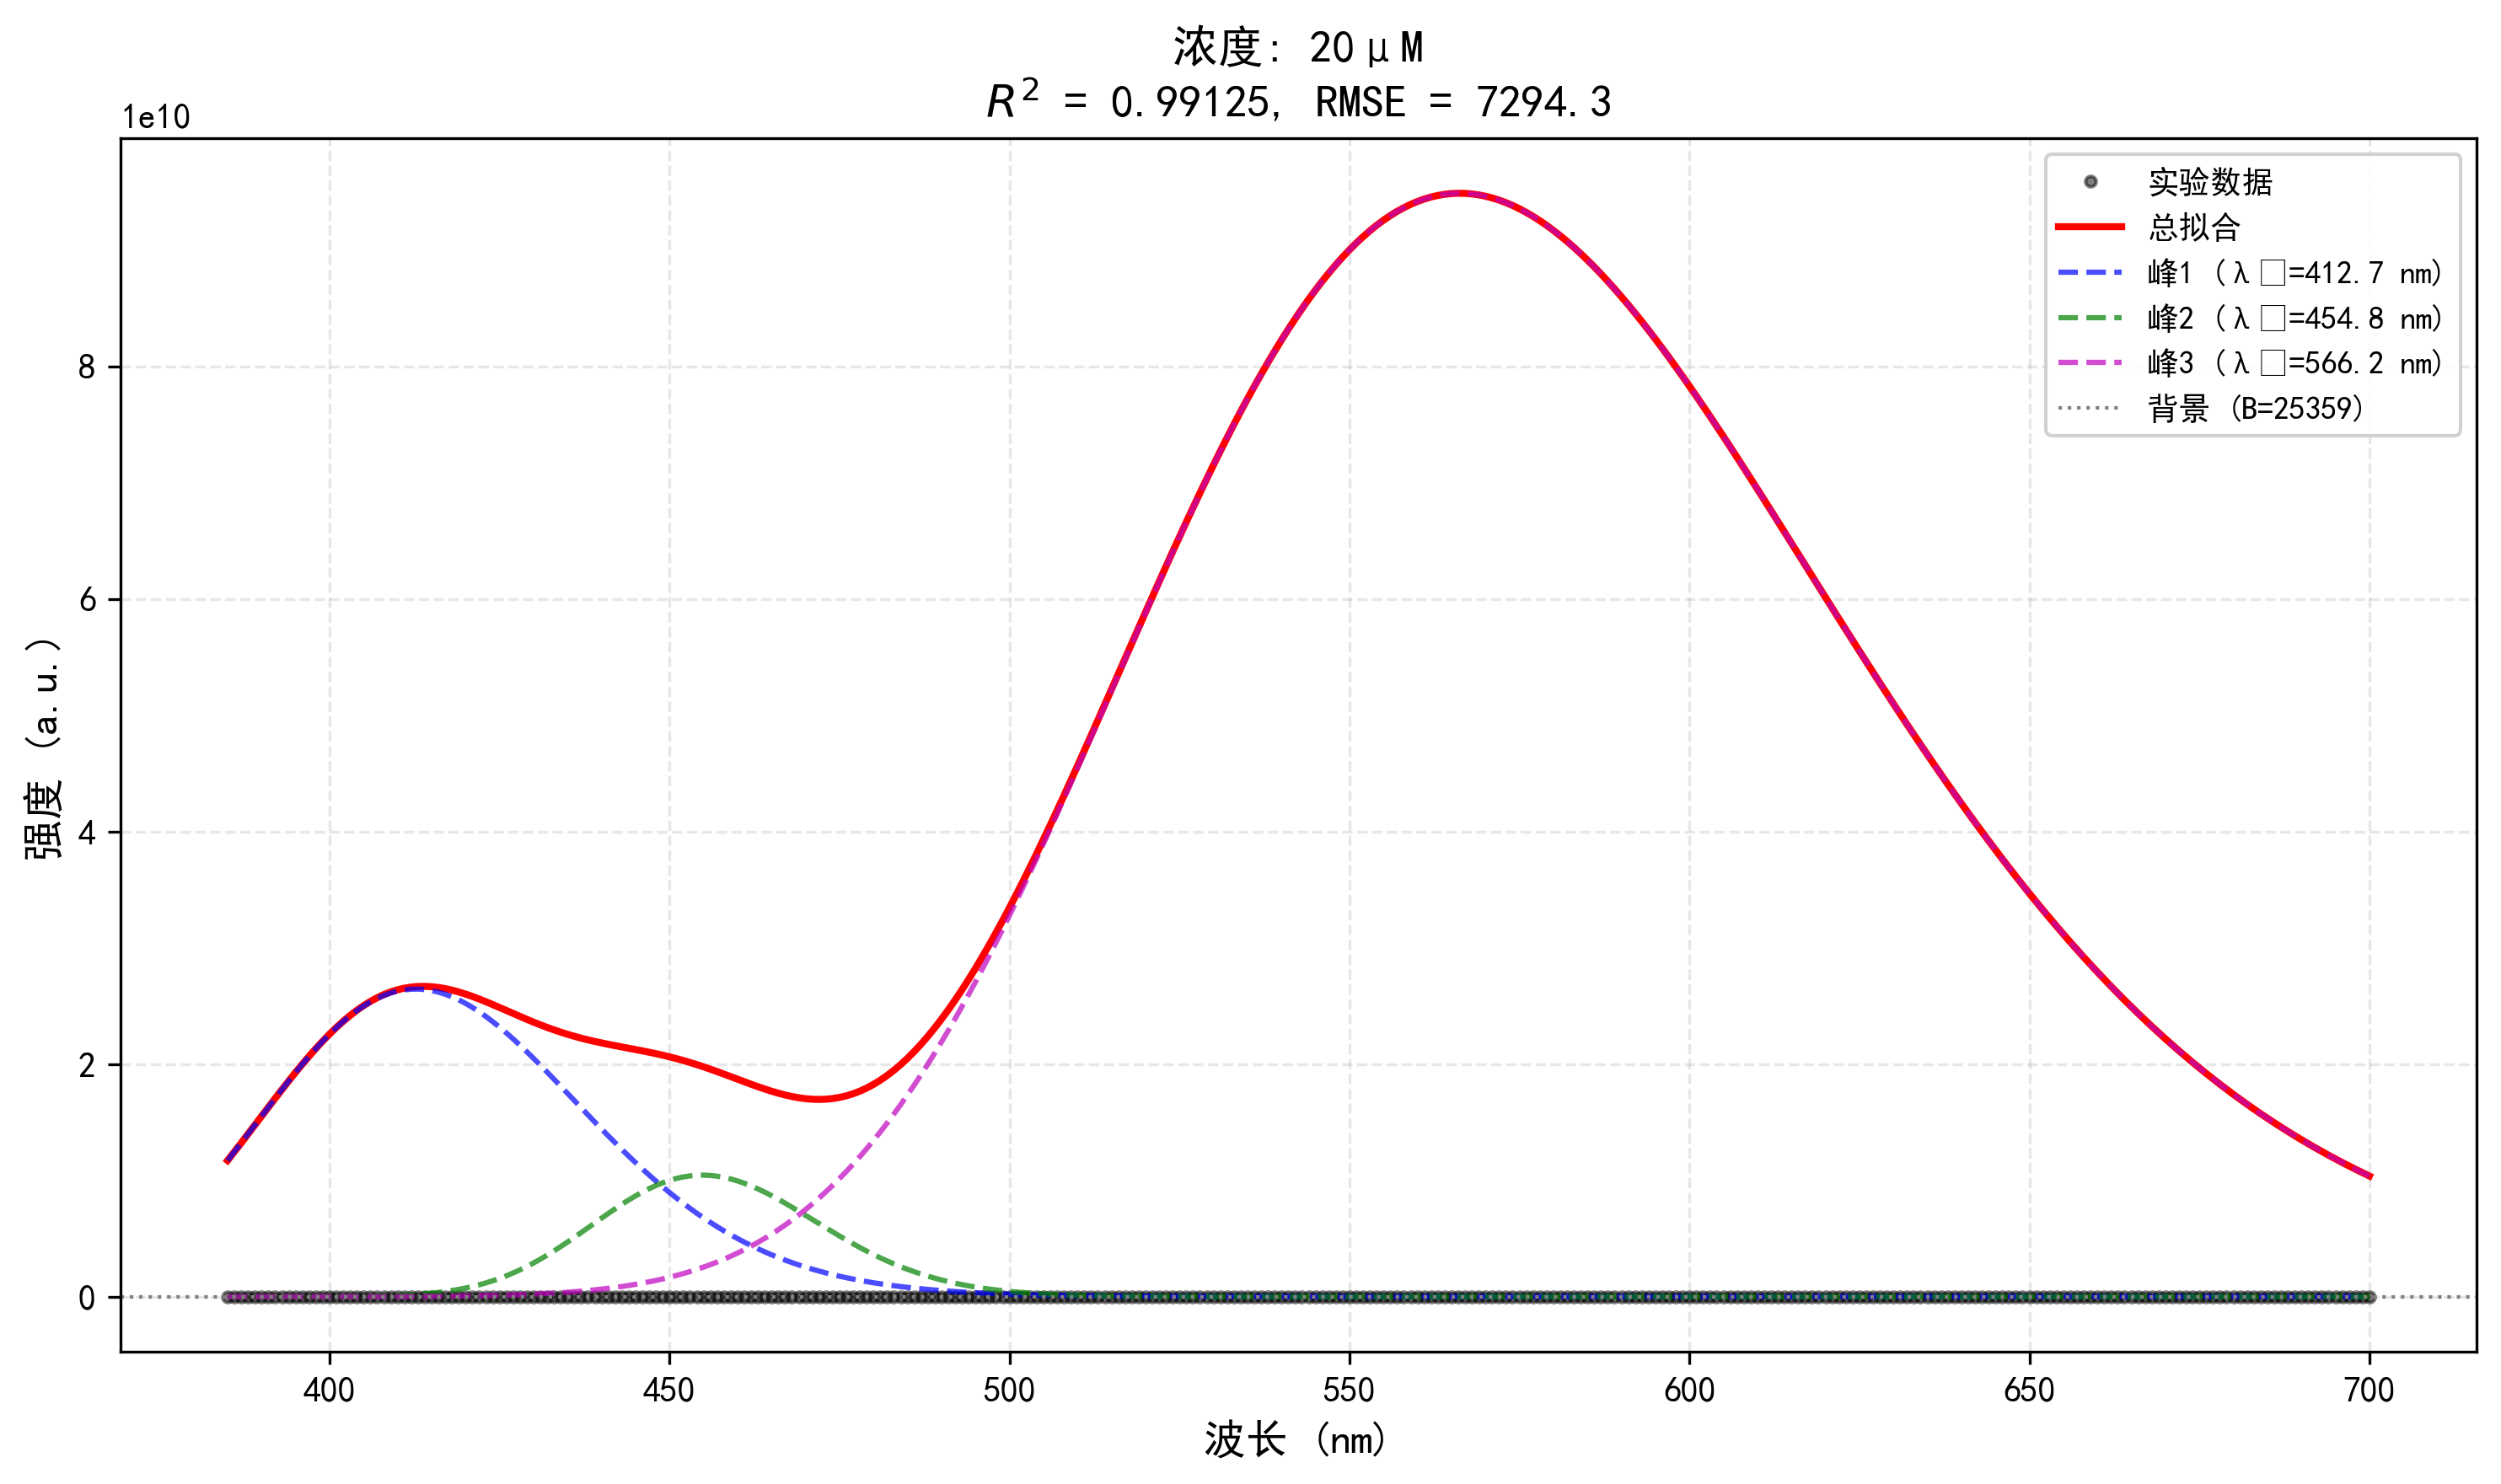 浓度: 20μM
R² = 0.99125, RMSE = 7294.3
1e10
实验数据
总拟合
峰1 (λ□=412.7 nm)
峰2 (λ□=454.8 nm)
峰3 (λ□=566.2 nm)
背景 (B=25359)
8
6
4
2
0
强度 (a.u.)
400 450 500 550 600 650 700
波长 (nm)